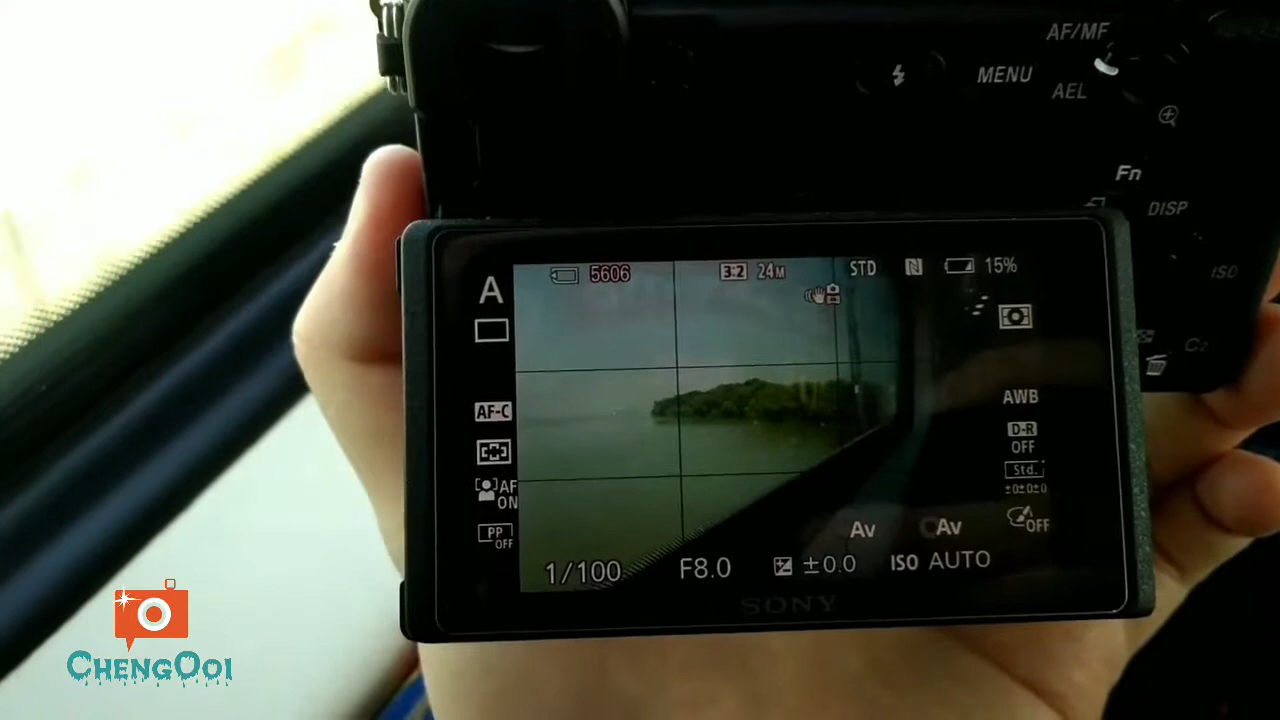 AF/MF
MENU
AEL
Fn
DISP
ISO
C2
A
5606
3:2 24M
STD
N
15%
AF-C
AF
ON
PP
OFF
AWB
D-R
OFF
Std.
±0±0±0
OFF
Av
Av
1/100
F8.0
±0.0
ISO AUTO
SONY
CHENGOOI